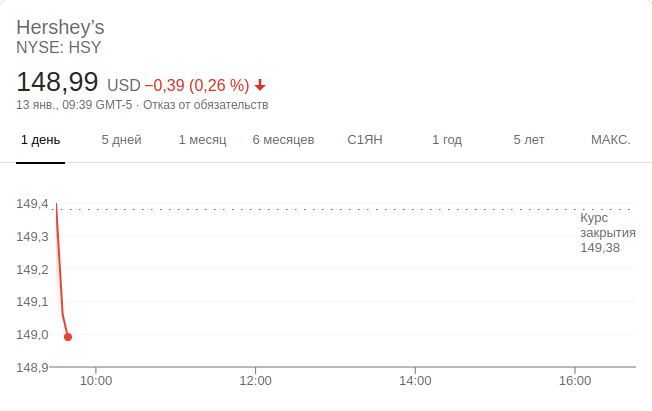 Hershey’s
NYSE: HSY
148,99 USD −0,39 (0,26 %)
13 янв., 09:39 GMT-5 · Отказ от обязательств
1 день 5 дней 1 месяц 6 месяцев С1ЯН 1 год 5 лет МАКС.
149,4
Курс
закрытия
149,38
149,3
149,2
149,1
149,0
148,9
10:00 12:00 14:00 16:00